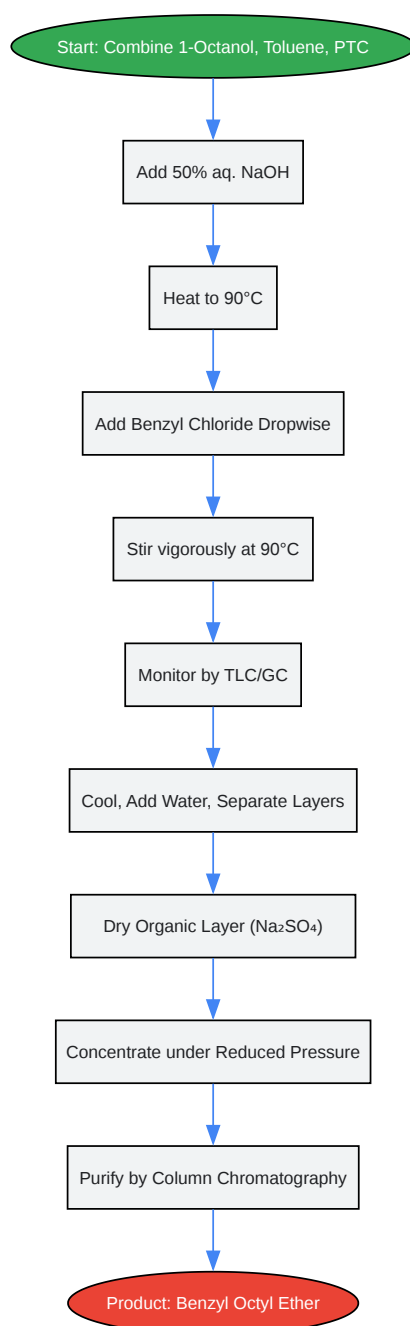 Start: Combine 1-Octanol, Toluene, PTC
Add 50% aq. NaOH
Heat to 90°C
Add Benzyl Chloride Dropwise
Stir vigorously at 90°C
Monitor by TLC/GC
Cool, Add Water, Separate Layers
Dry Organic Layer (Na₂SO₄)
Concentrate under Reduced Pressure
Purify by Column Chromatography
Product: Benzyl Octyl Ether